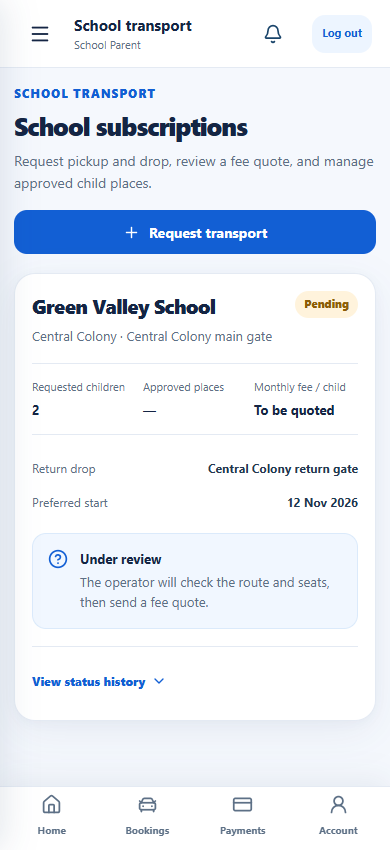 School transport
School Parent
Log out
SCHOOL TRANSPORT
School subscriptions
Request pickup and drop, review a fee quote, and manage
approved child places.
+ Request transport
Green Valley School
Pending
Central Colony · Central Colony main gate
Requested children Approved places Monthly fee / child
2 — To be quoted
Return drop Central Colony return gate
Preferred start 12 Nov 2026
Under review
The operator will check the route and seats,
then send a fee quote.
View status history
Home Bookings Payments Account